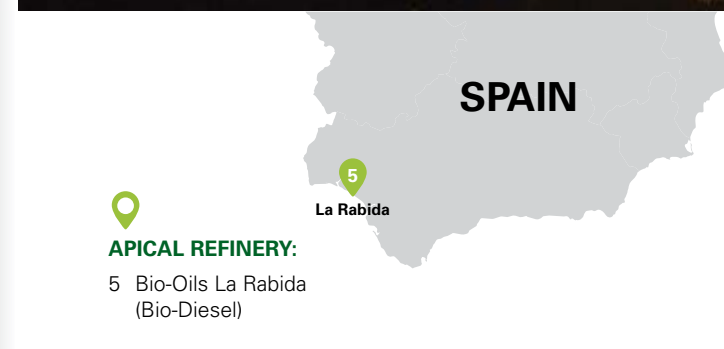 SPAIN
5
La Rabida
APICAL REFINERY:
5 Bio-Oils La Rabida
(Bio-Diesel)